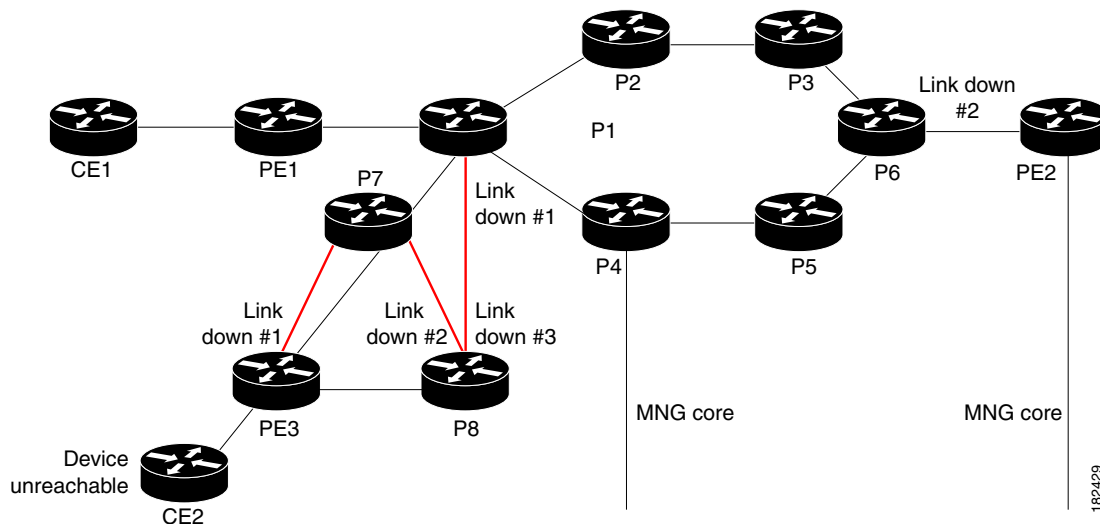 P2
P3
Link down
#2
P1
CE1
PE1
P6
PE2
P7
Link
down #1
P4
P5
Link
down #1
Link
down #2
Link
down #3
MNG core
MNG core
PE3
P8
Device
unreachable
CE2
182429